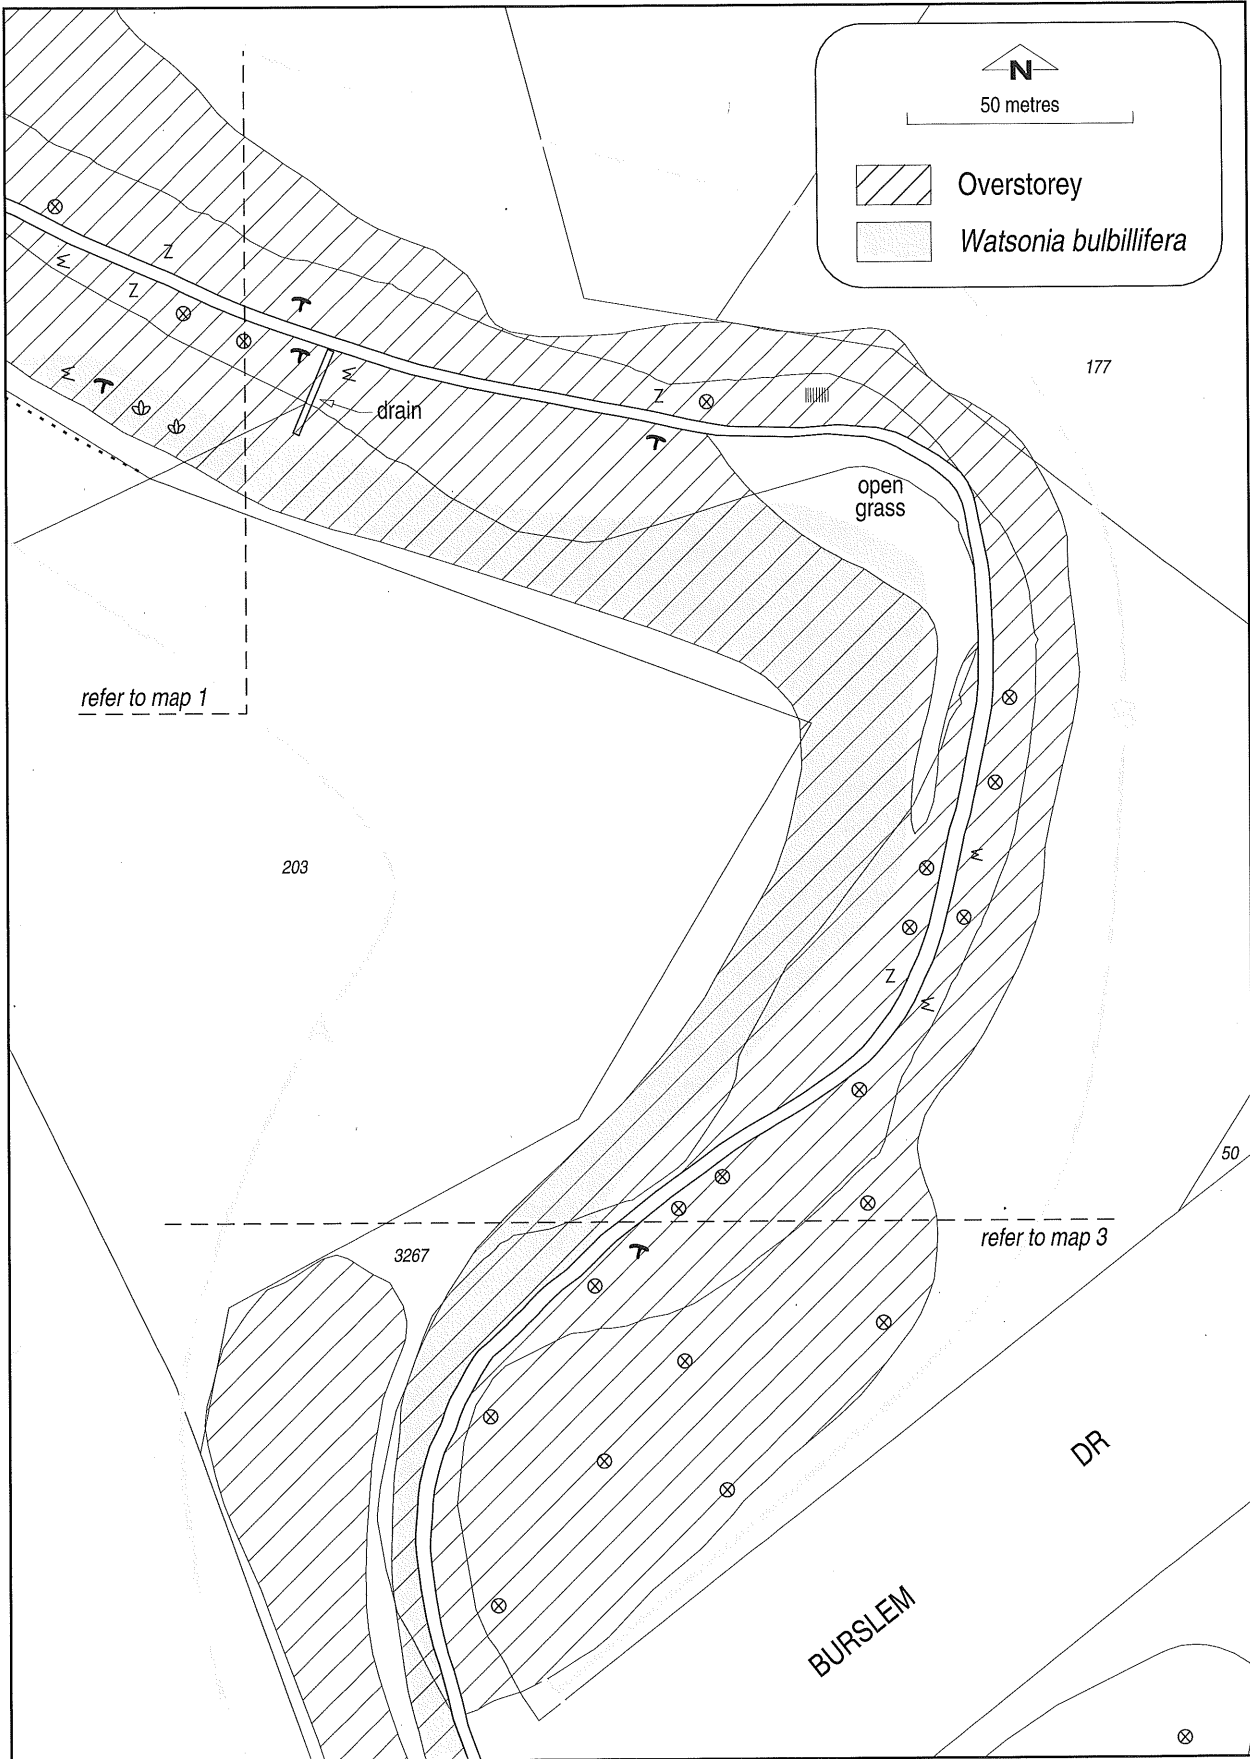 N
50 metres
Overstorey
Watsonia bulbillifera
177
drain
open
grass
refer to map 1
203
50
refer to map 3
3267
DR
BURSLEM